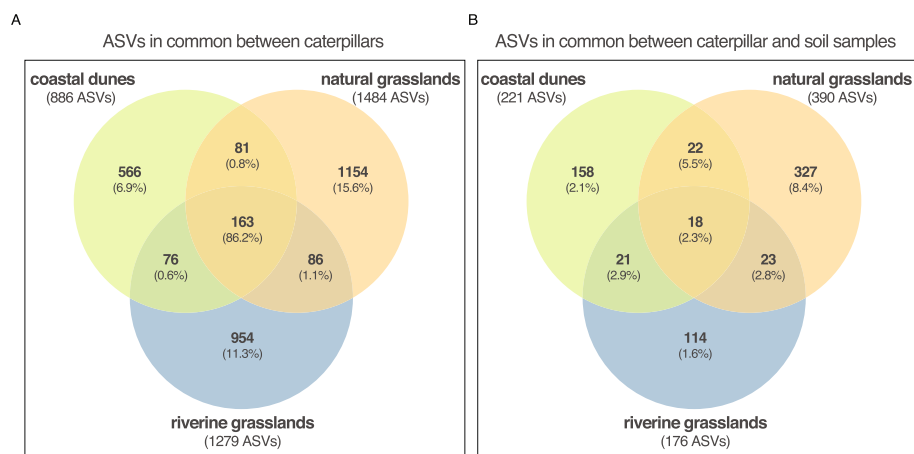 A
ASVs in common between caterpillars
coastal dunes
(886 ASVs)
natural grasslands
(1484 ASVs)
81
(0.8%)
566
(6.9%)
1154
(15.6%)
163
(86.2%)
76
(0.6%)
86
(1.1%)
954
(11.3%)
riverine grasslands
(1279 ASVs)
B
ASVs in common between caterpillar and soil samples
coastal dunes
(221 ASVs)
natural grasslands
(390 ASVs)
22
(5.5%)
158
(2.1%)
327
(8.4%)
18
(2.3%)
21
(2.9%)
23
(2.8%)
114
(1.6%)
riverine grasslands
(176 ASVs)